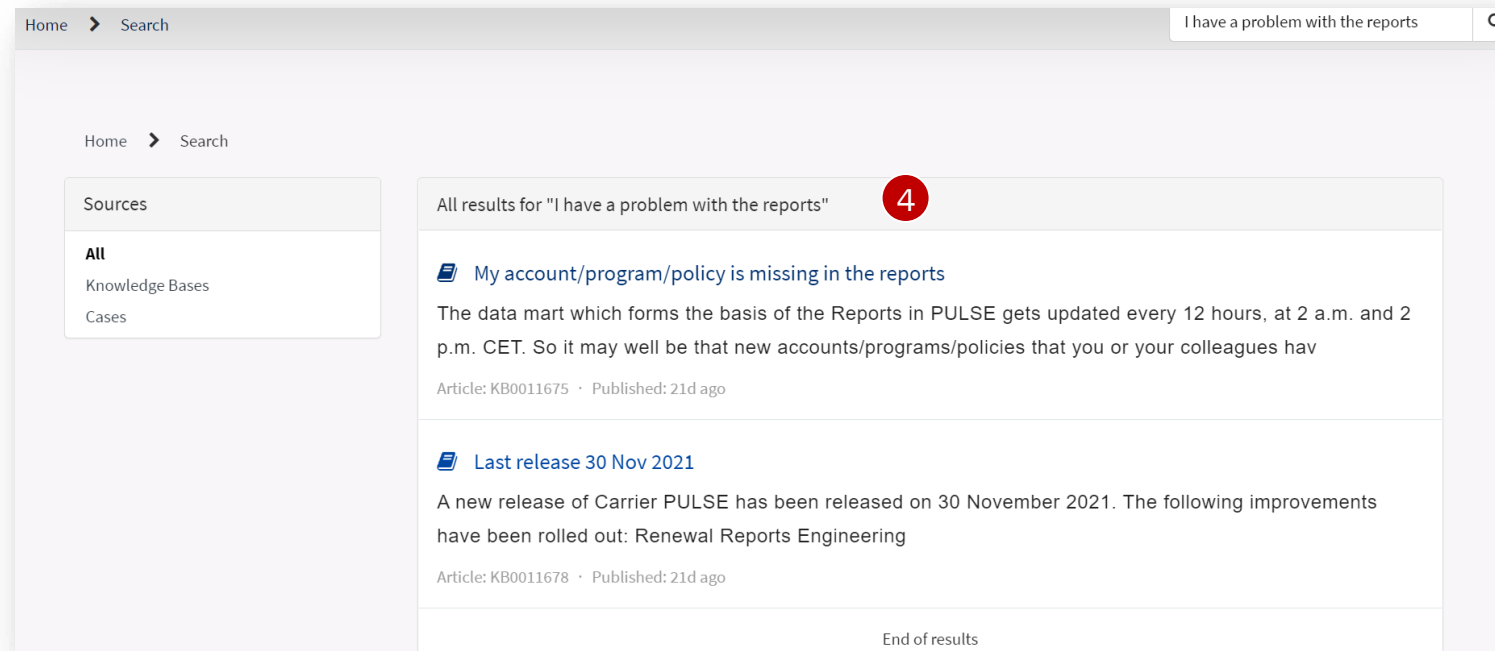 Home Search
I have a problem with the reports
Home Search
Sources
All
Knowledge Bases
Cases
All results for "I have a problem with the reports"
4
My account/program/policy is missing in the reports
The data mart which forms the basis of the Reports in PULSE gets updated every 12 hours, at 2 a.m. and 2
p.m. CET. So it may well be that new accounts/programs/policies that you or your colleagues hav
Article: KB0011675 · Published: 21d ago
Last release 30 Nov 2021
A new release of Carrier PULSE has been released on 30 November 2021. The following improvements
have been rolled out: Renewal Reports Engineering
Article: KB0011678 · Published: 21d ago
End of results